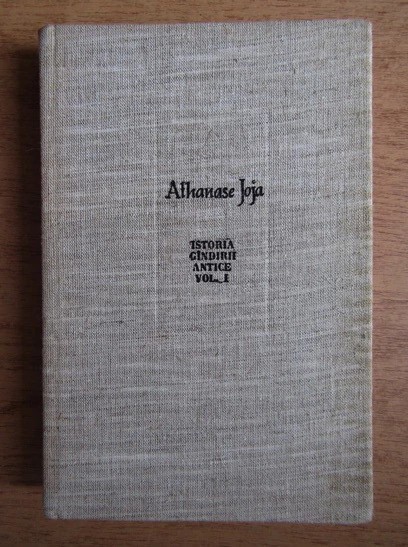 Athanase Joja
ISTORIA
GÎNDIRII
ANTICE
VOL. I